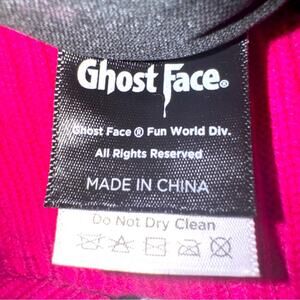 Ghost Face®
Ghost Face ® Fun World Div.
All Rights Reserved
MADE IN CHINA
Do Not Dry Clean